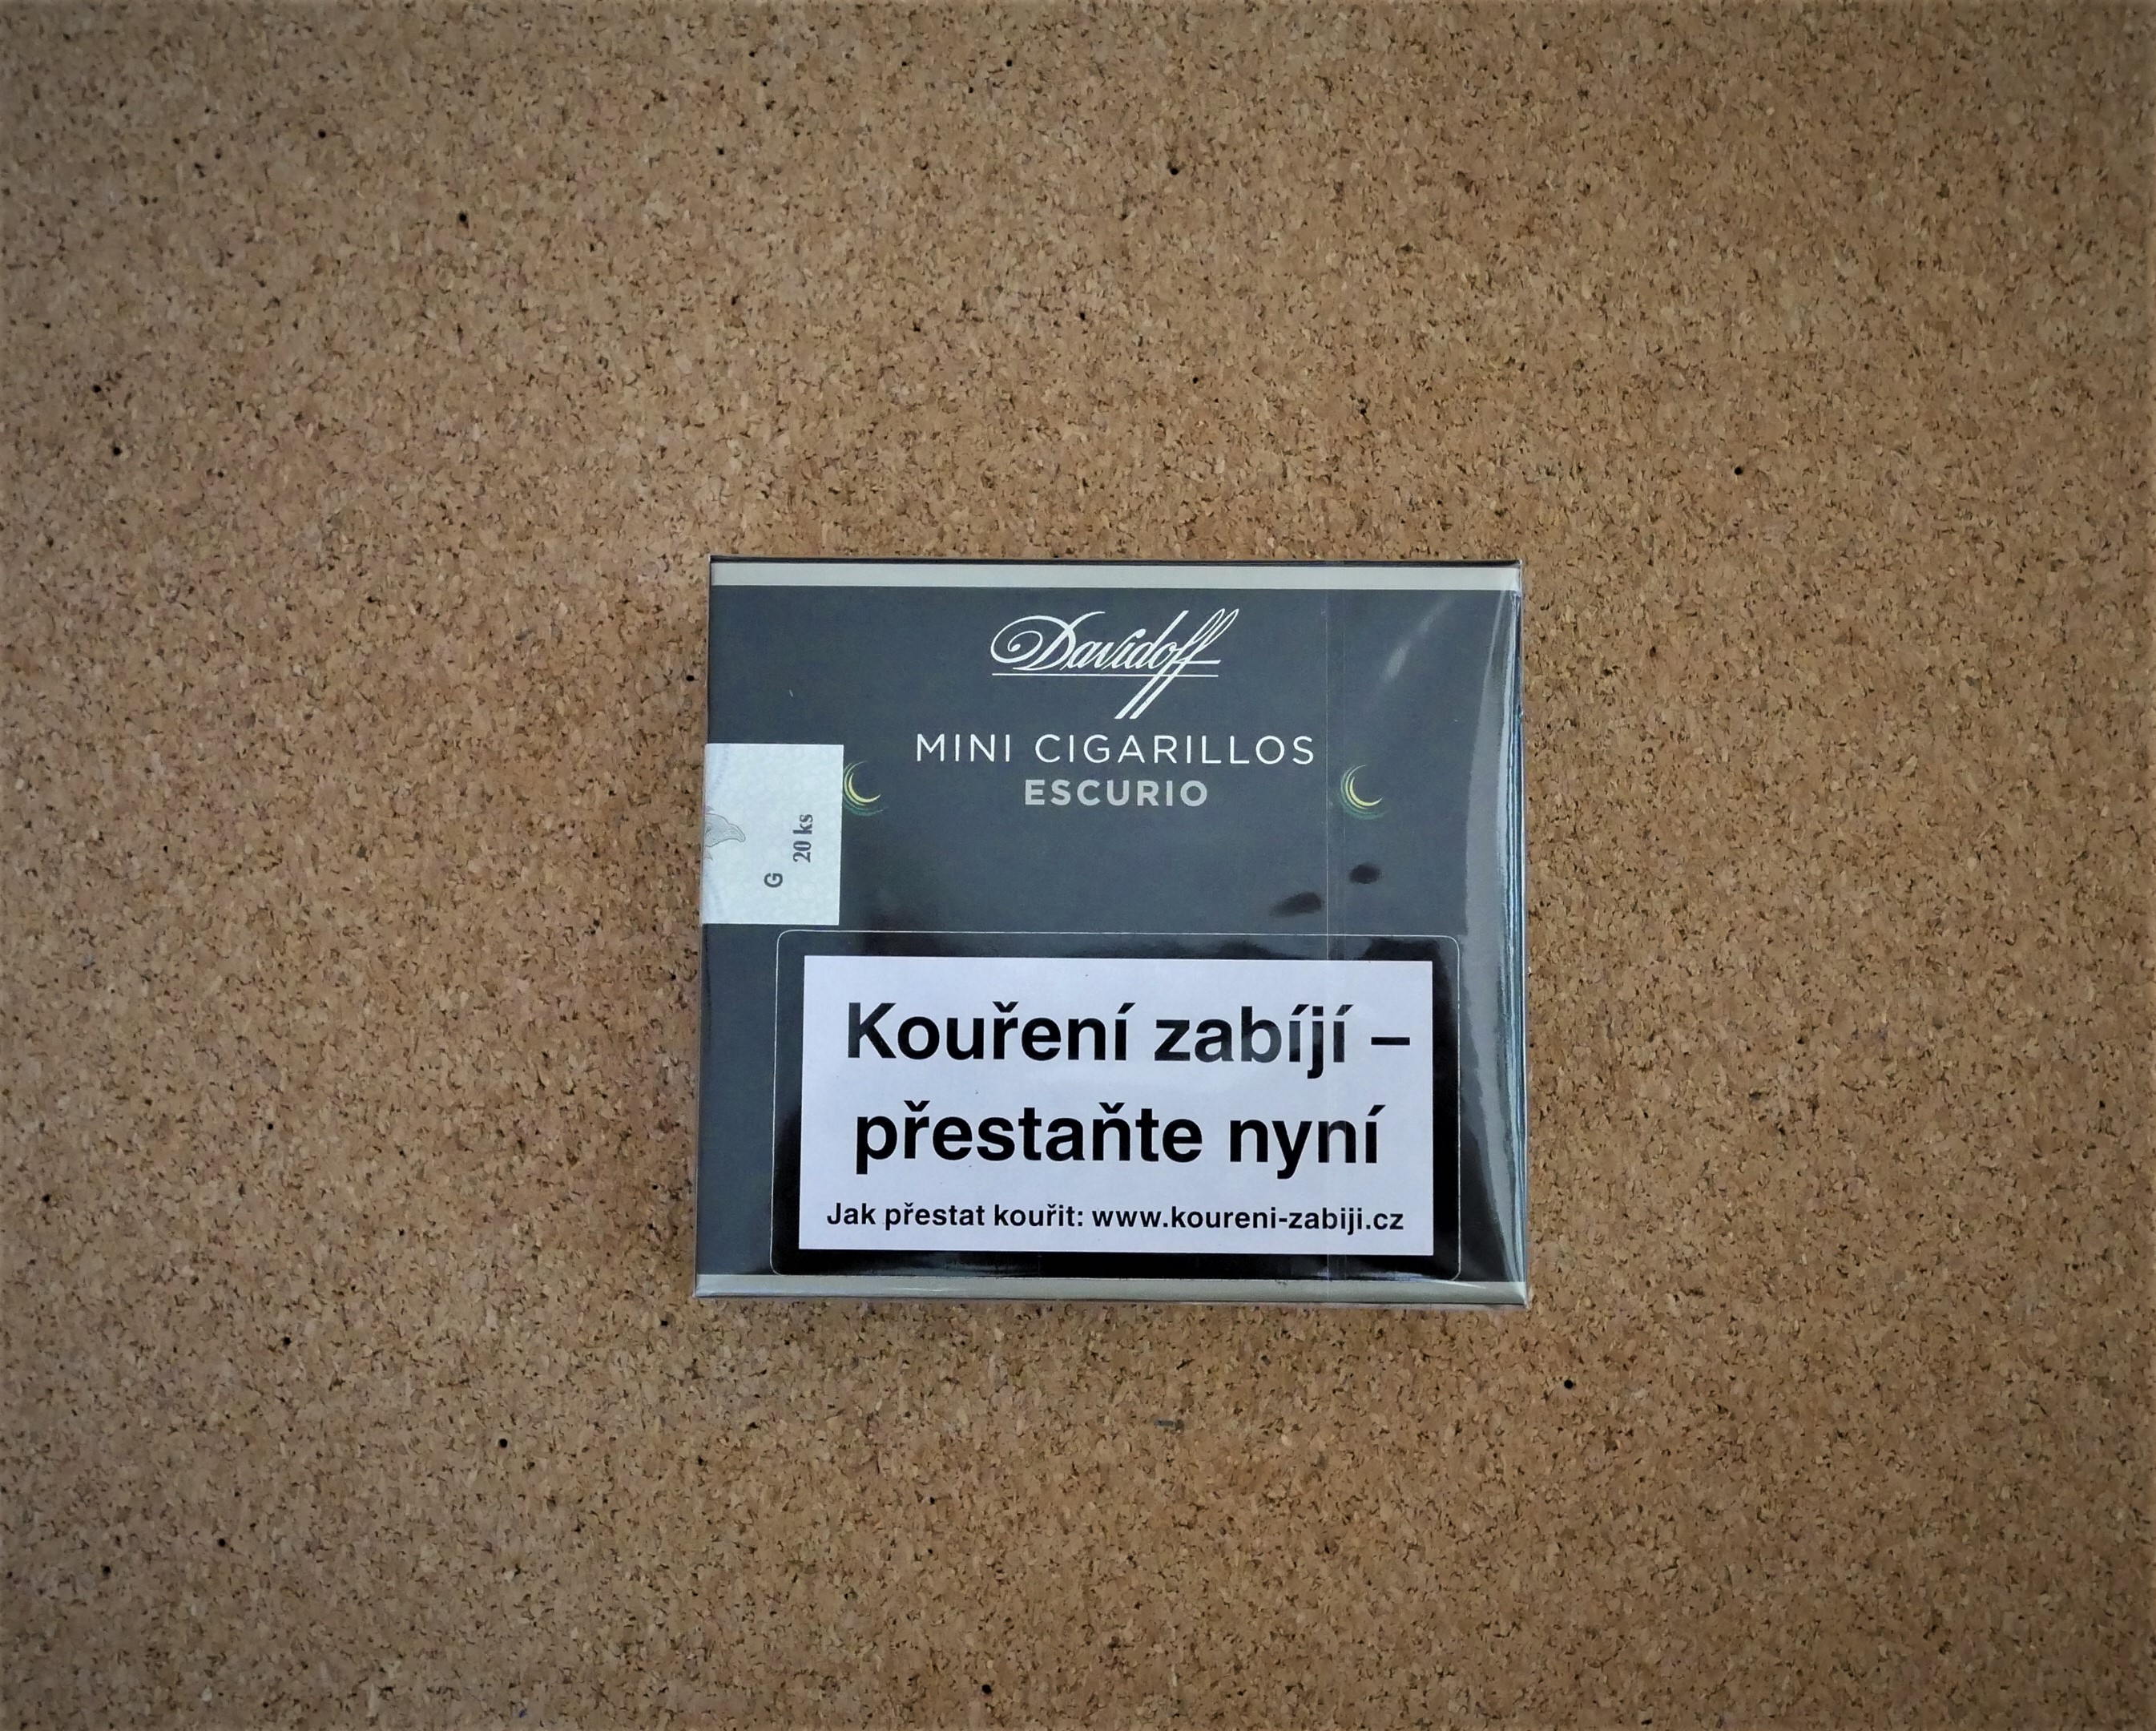 Davidoff
MINI CIGARILLOS
ESCURIO
G
20 ks
Kouření zabíjí –
přestaňte nyní
Jak přestat kouřit: www.koureni-zabiji.cz